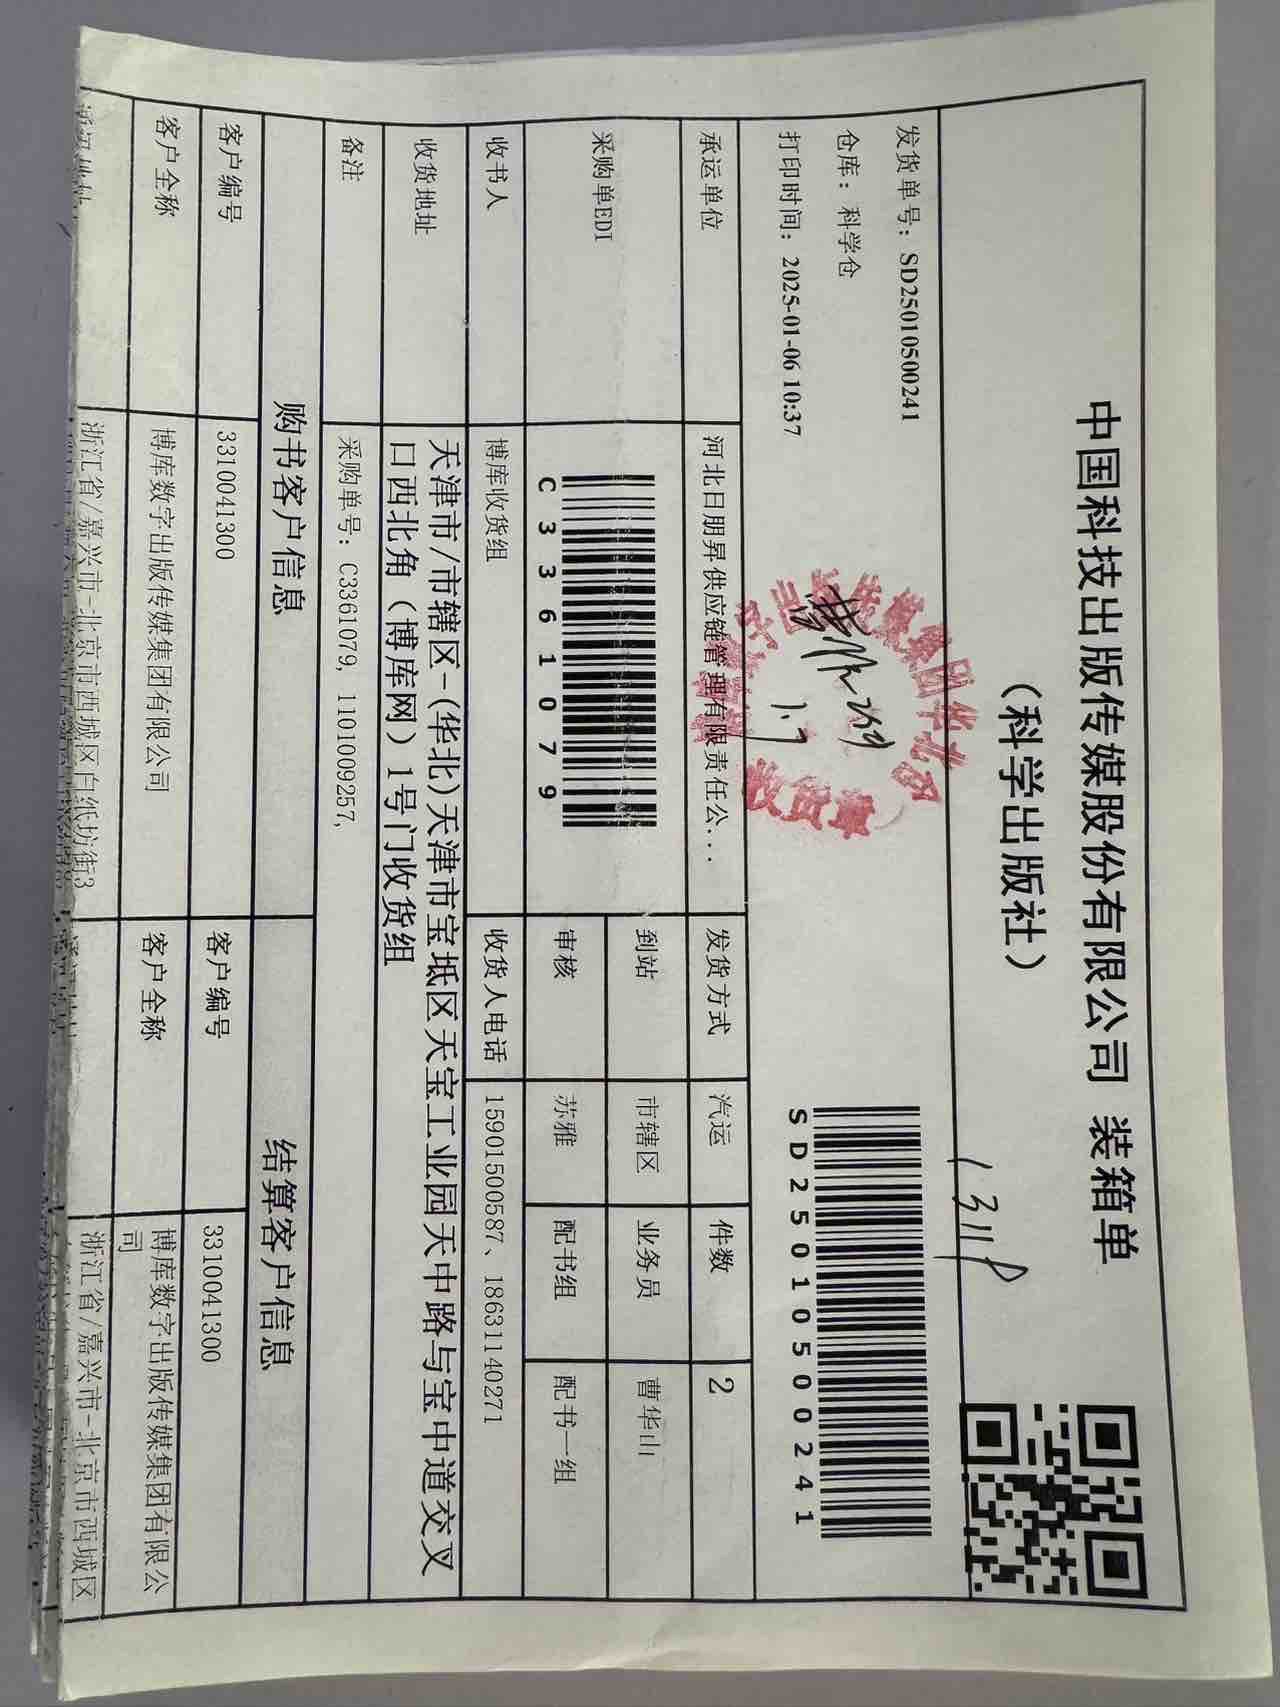 中国科技出版传媒股份有限公司 装箱单
(科学出版社)
发货单号: SD25010500241
仓库: 科学仓
打印时间: 2025-01-06 10:37
SD25010500241
1.7
收货章
承运单位 河北日朋昇供应链管理有限责任公... 发货方式 汽运 件数 2
采购单EDI C3361079 到站 市辖区 业务员 曹华山
审核 苏雅 配书组 配书一组
收书人 博库收货组 收货人电话 15901500587、18631140271
收货地址 天津市/市辖区-(华北)天津市宝坻区天宝工业园天中路与宝中道交叉
口西北角（博库网）1号门收货组
备注 采购单号: C3361079, 1101009257,
购书客户信息 结算客户信息
客户编号 3310041300 客户编号 3310041300
客户全称 博库数字出版传媒集团有限公司 客户全称 博库数字出版传媒集团有限公
司
浙江省/嘉兴市-北京市西城区白纸坊街3 浙江省/嘉兴市-北京市西城区